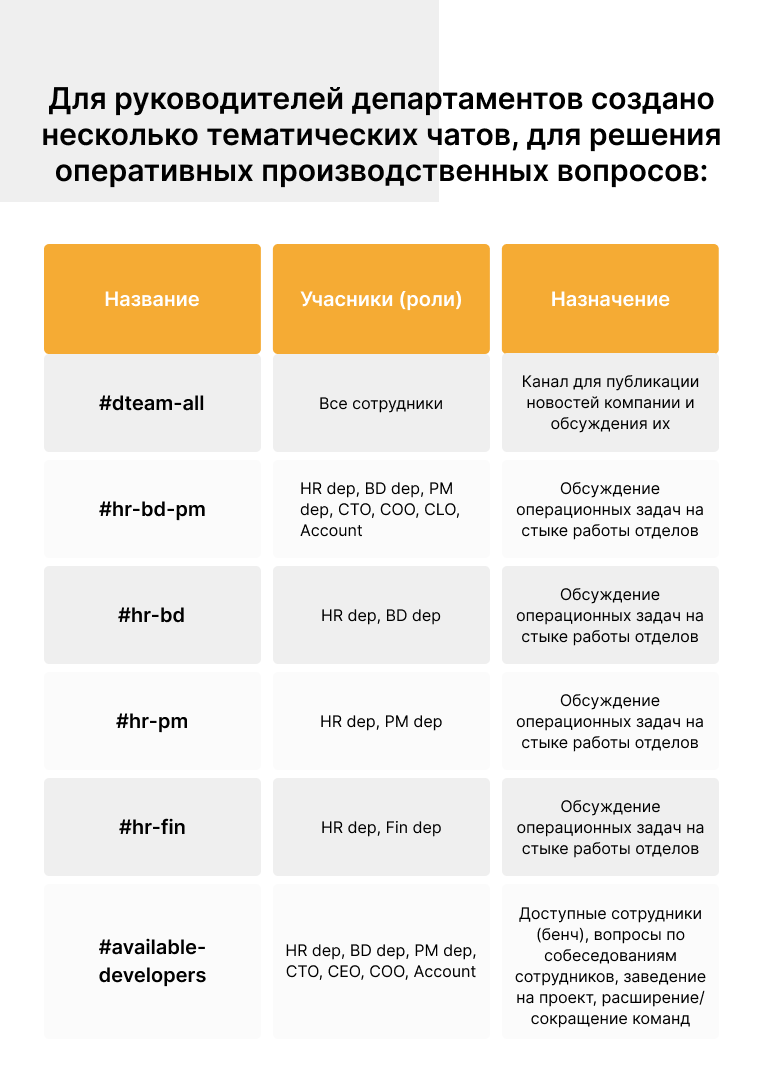 Для руководителей департаментов создано
несколько тематических чатов, для решения
оперативных производственных вопросов:
Название
Учасники (роли)
Назначение
#dteam-all
Все сотрудники
Канал для публикации
новостей компании и
обсуждения их
#hr-bd-pm
HR dep, BD dep, PM
dep, CTO, COO, CLO,
Account
Обсуждение
операционных задач на
стыке работы отделов
#hr-bd
HR dep, BD dep
Обсуждение
операционных задач на
стыке работы отделов
#hr-pm
HR dep, PM dep
Обсуждение
операционных задач на
стыке работы отделов
#hr-fin
HR dep, Fin dep
Обсуждение
операционных задач на
стыке работы отделов
#available-
developers
HR dep, BD dep, PM dep,
CTO, CEO, COO, Account
Доступные сотрудники
(бенч), вопросы по
собеседованиям
сотрудников, заведение
на проект, расширение/
сокращение команд